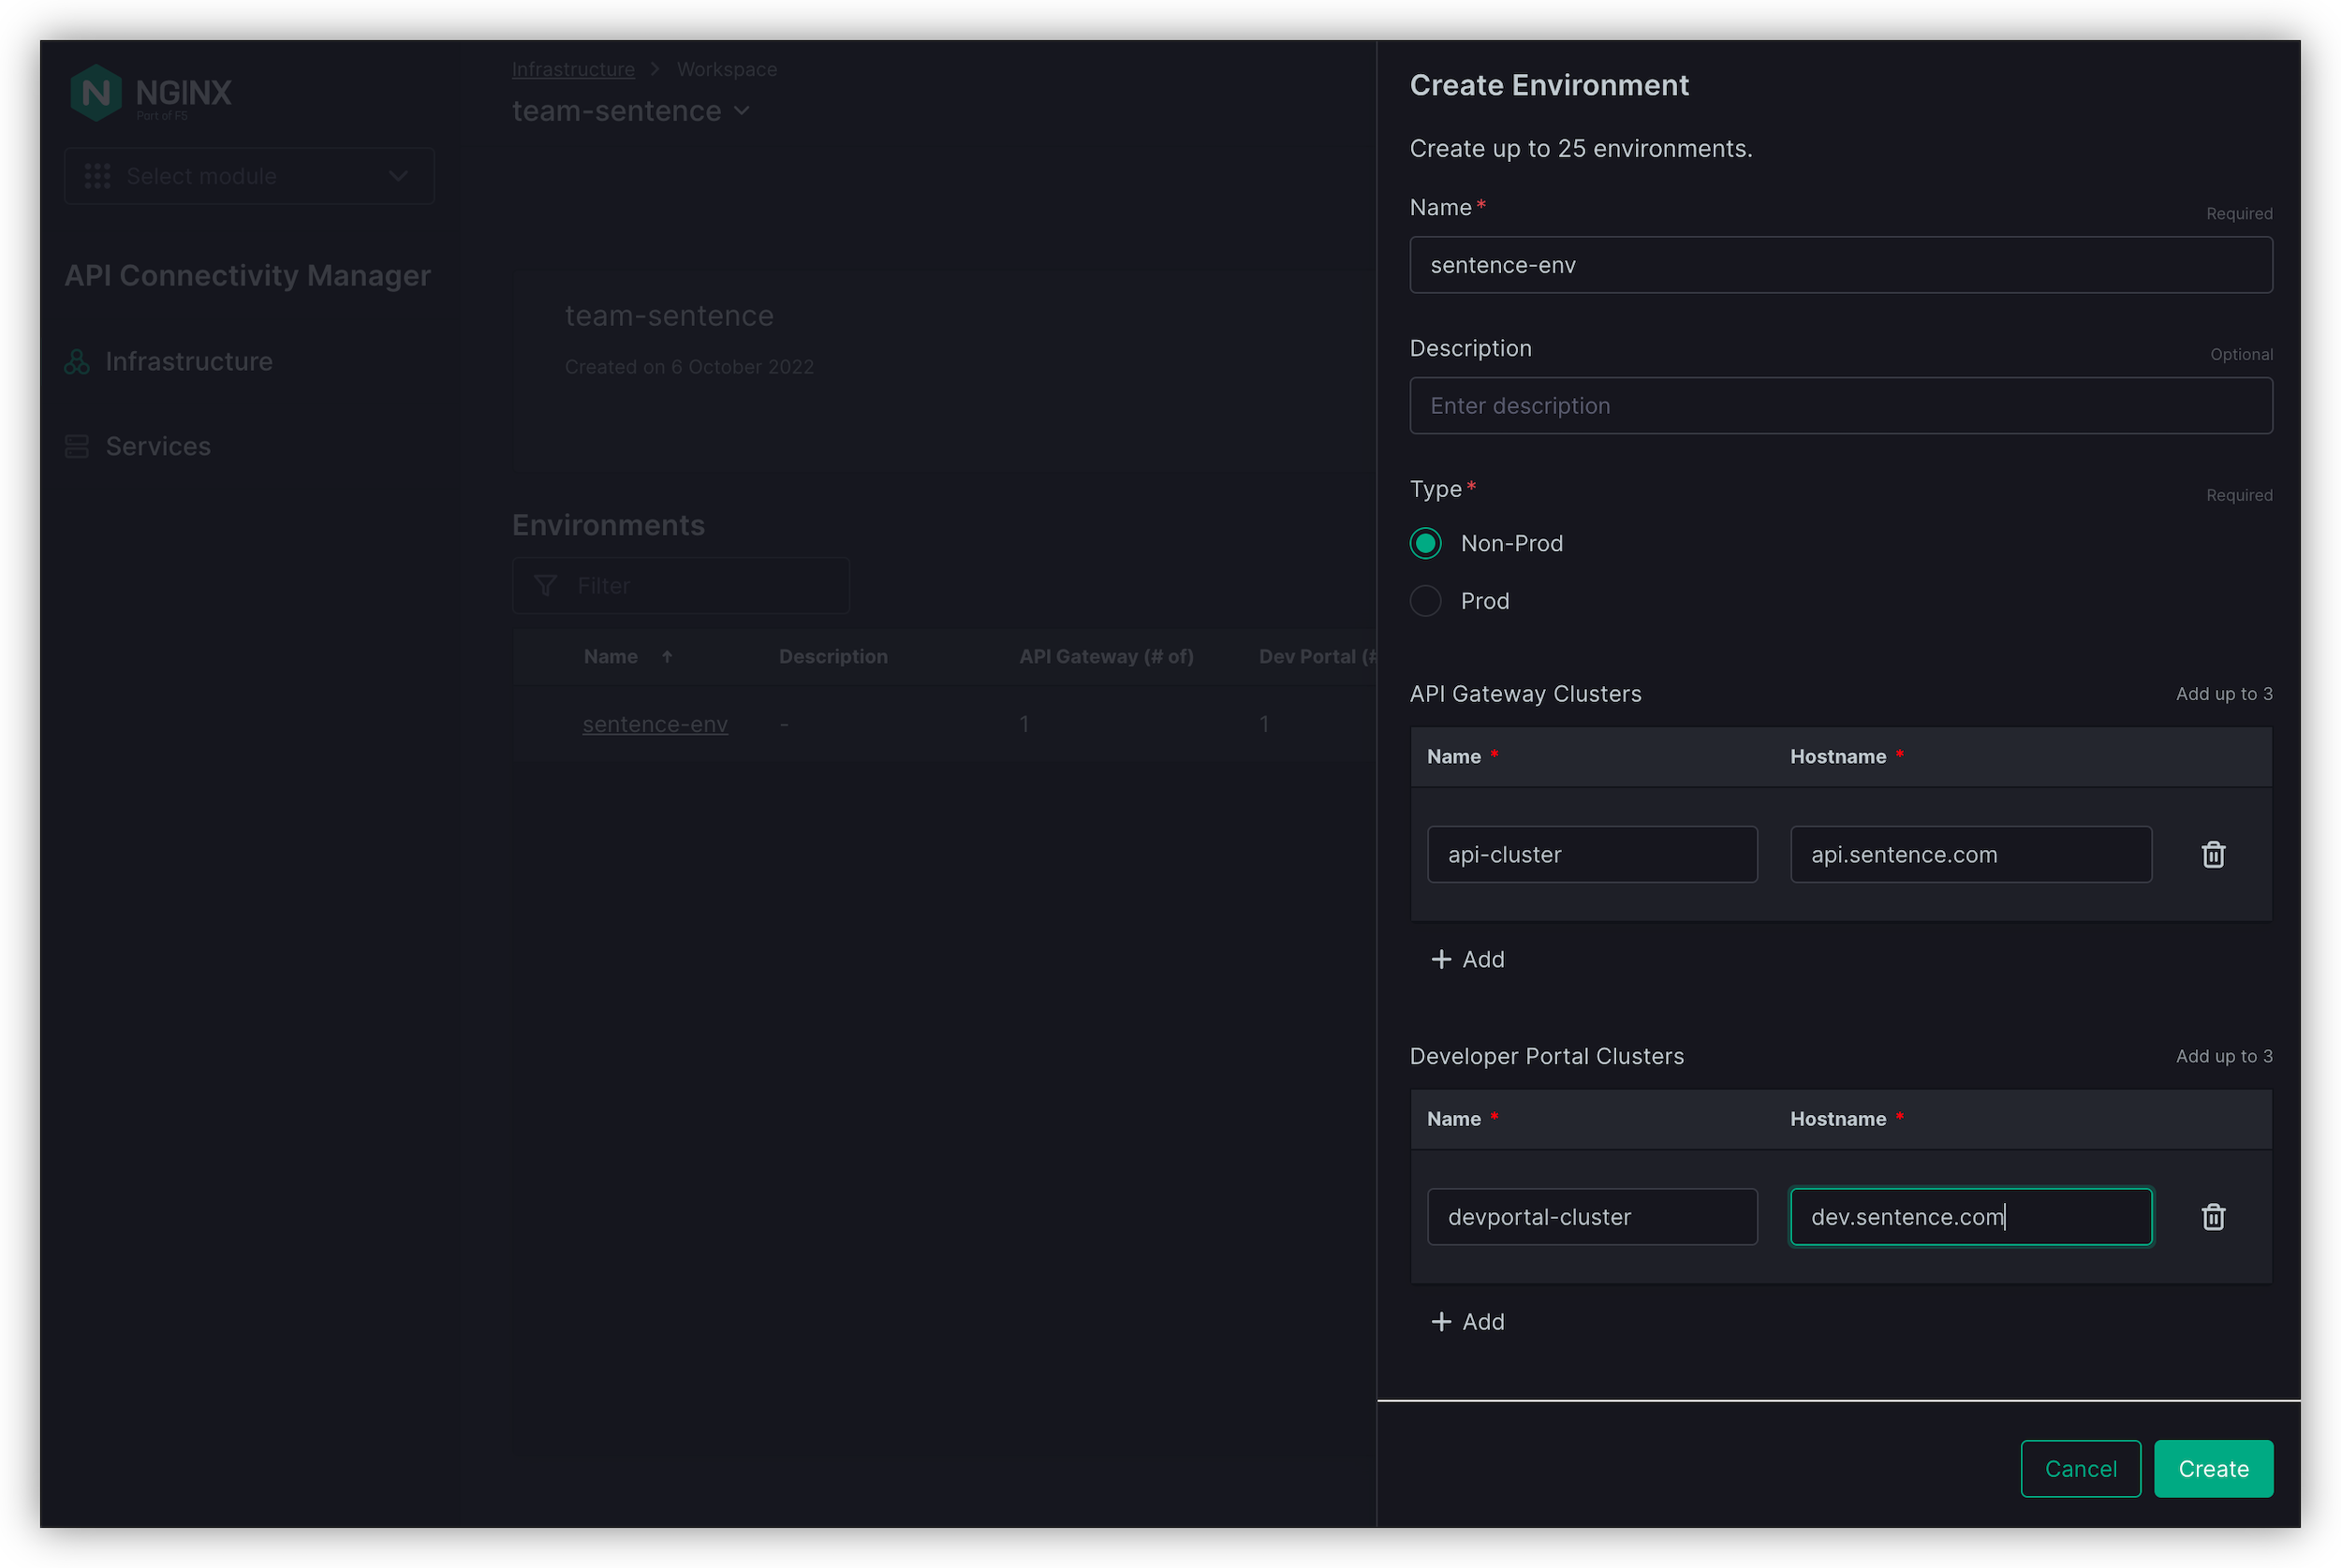 NGINX
Part of F5
Select module
API Connectivity Manager
Infrastructure
Services
Infrastructure > Workspace
team-sentence
team-sentence
Created on 6 October 2022
Environments
Filter
Name Description API Gateway (# of) Dev Portal (#
sentence-env - 1 1
Create Environment
Create up to 25 environments.
Name* Required
sentence-env
Description Optional
Enter description
Type* Required
Non-Prod
Prod
API Gateway Clusters Add up to 3
Name * Hostname *
api-cluster api.sentence.com
+ Add
Developer Portal Clusters Add up to 3
Name * Hostname *
devportal-cluster dev.sentence.com
+ Add
Cancel Create